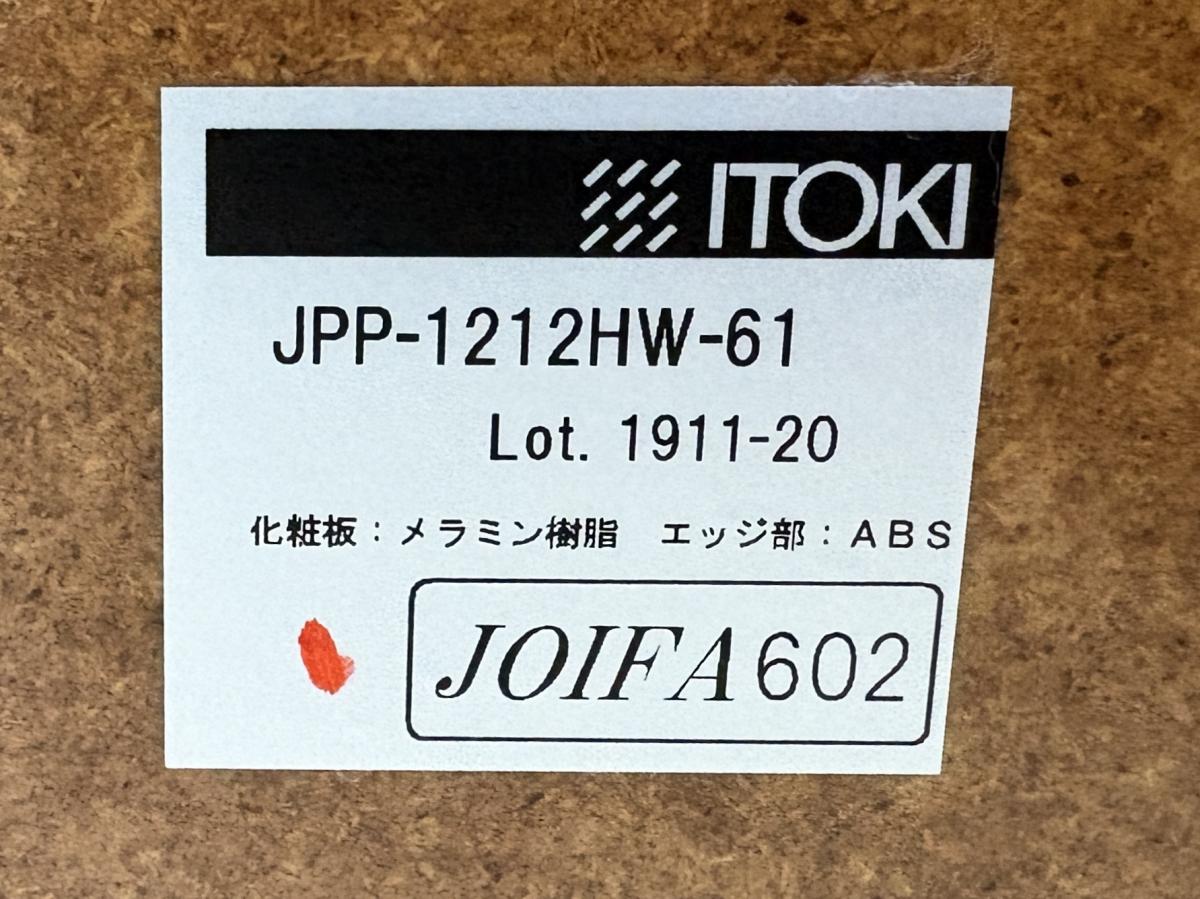 ITOKI
JPP-1212HW-61
Lot. 1911-20
化粧板：メラミン樹脂　エッジ部：ＡＢＳ
JOIFA602